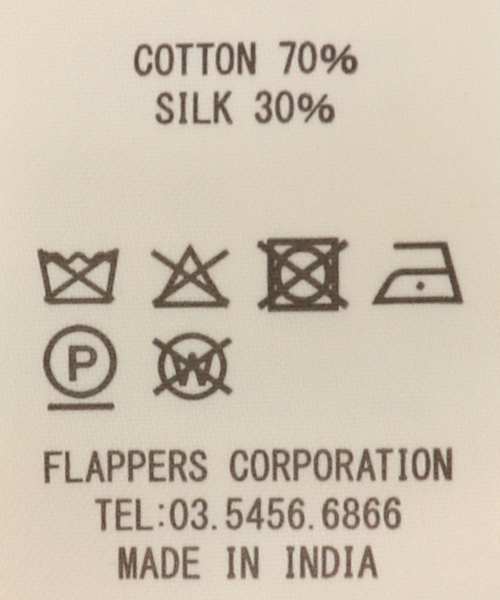 COTTON 70%
SILK 30%
P
W
FLAPPERS CORPORATION
TEL:03.5456.6866
MADE IN INDIA